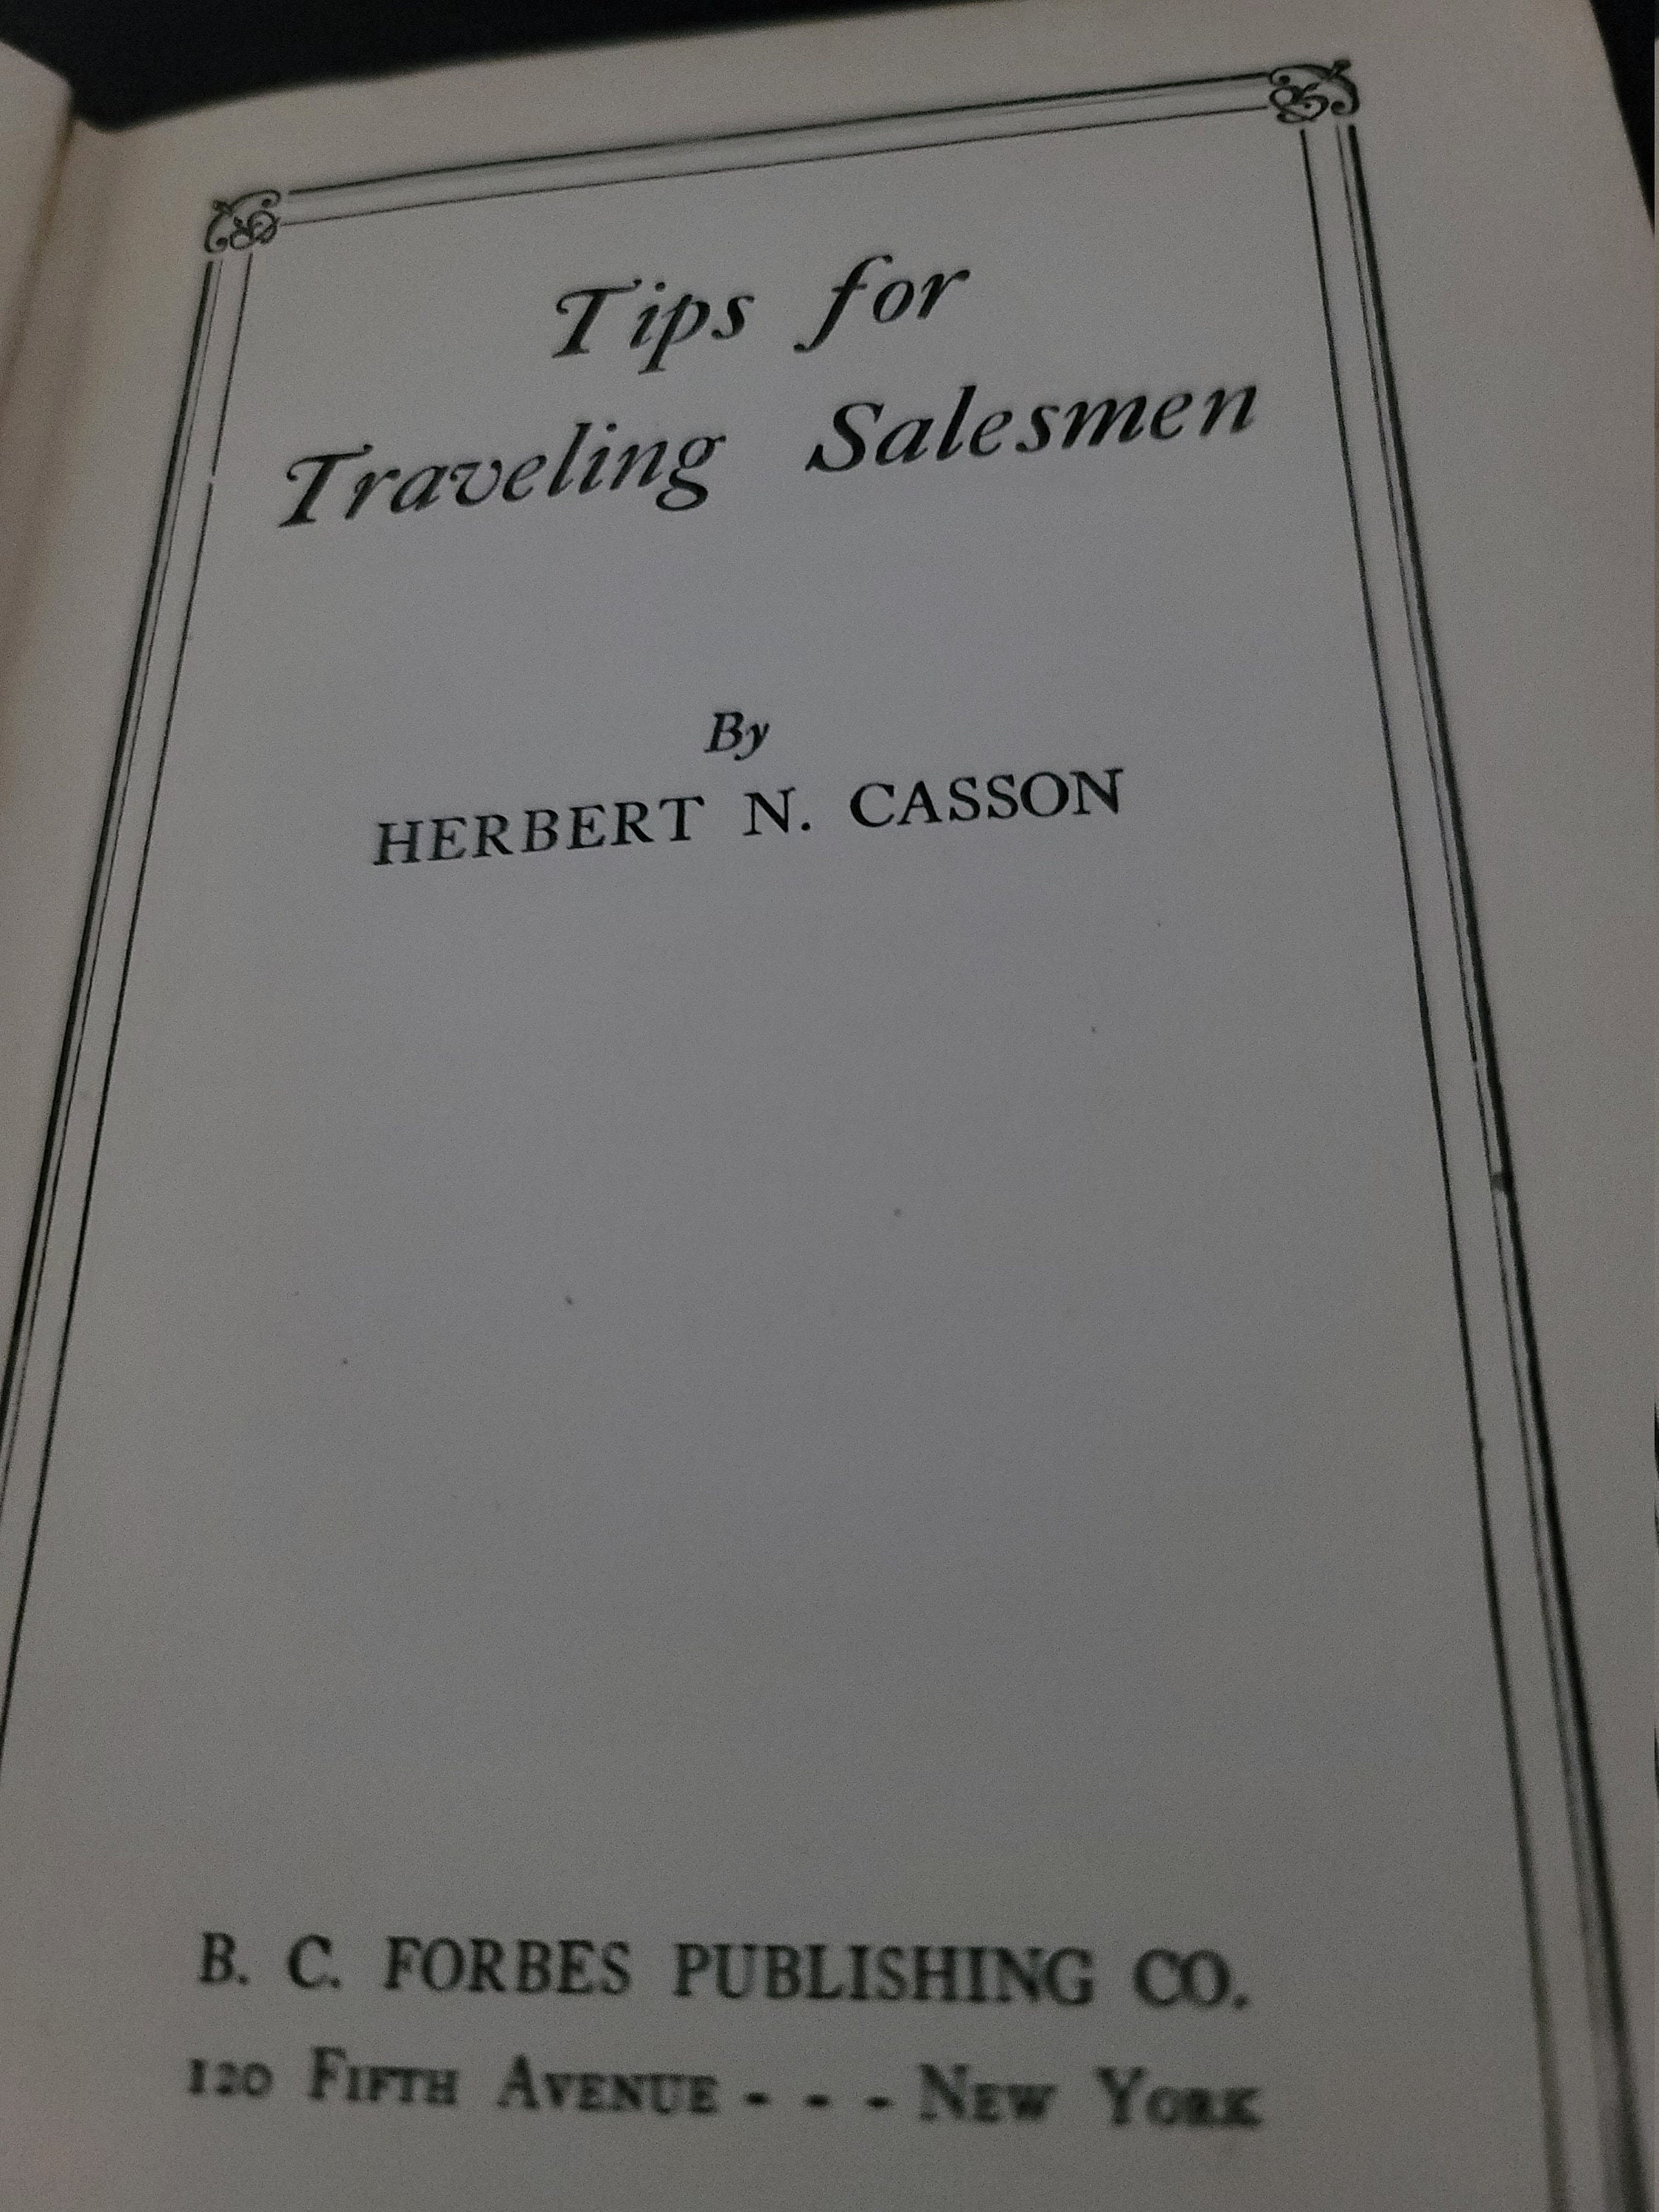 Tips for
Traveling Salesmen
By
HERBERT N. CASSON
B. C. FORBES PUBLISHING CO.
120 FIFTH AVENUE - - - NEW YORK